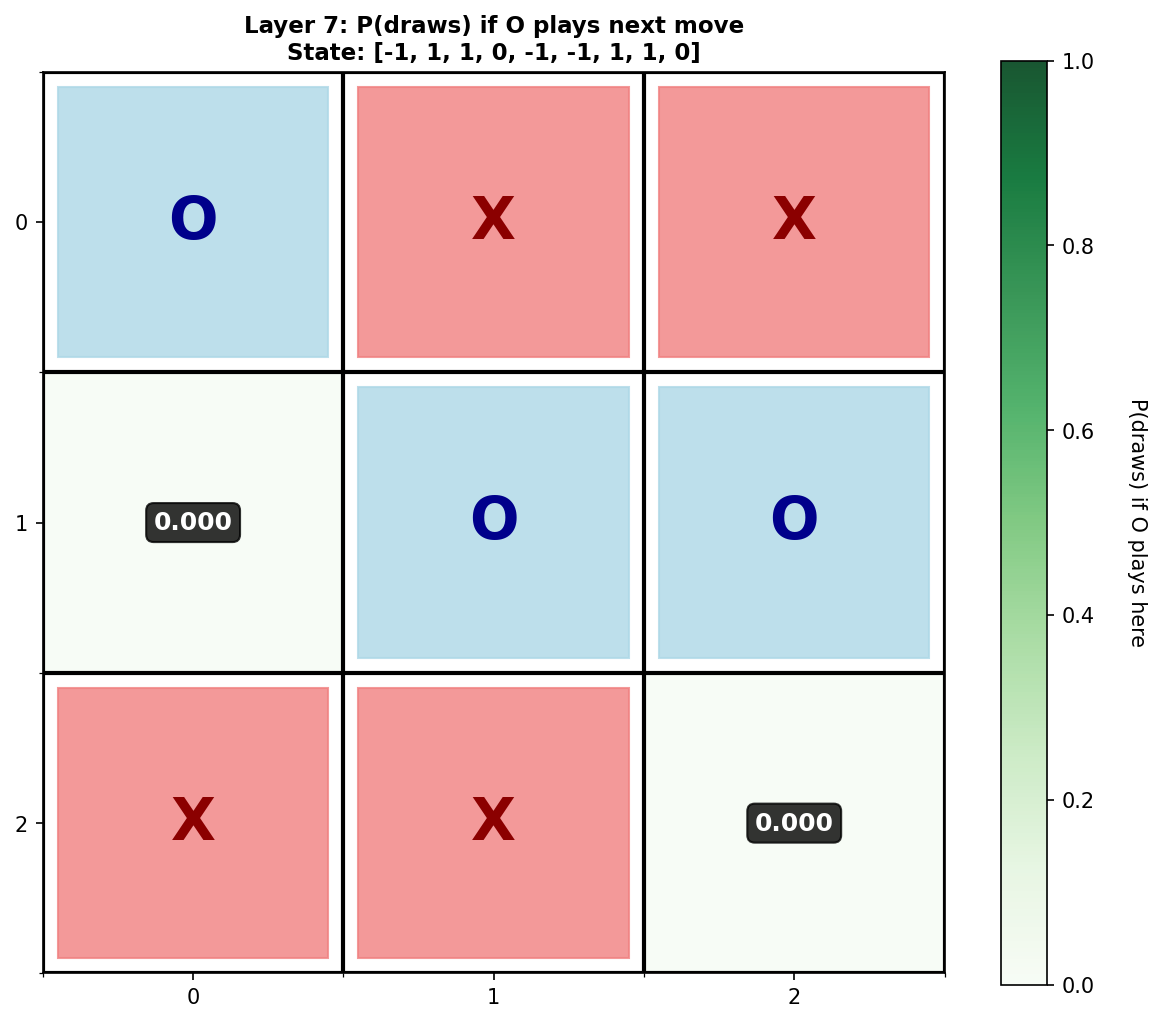 Layer 7: P(draws) if O plays next move
State: [-1, 1, 1, 0, -1, -1, 1, 1, 0]
O X X
0.000 O O
X X 0.000
0
1
2
0 1 2
1.0
0.8
0.6
0.4
0.2
0.0
P(draws) if O plays here